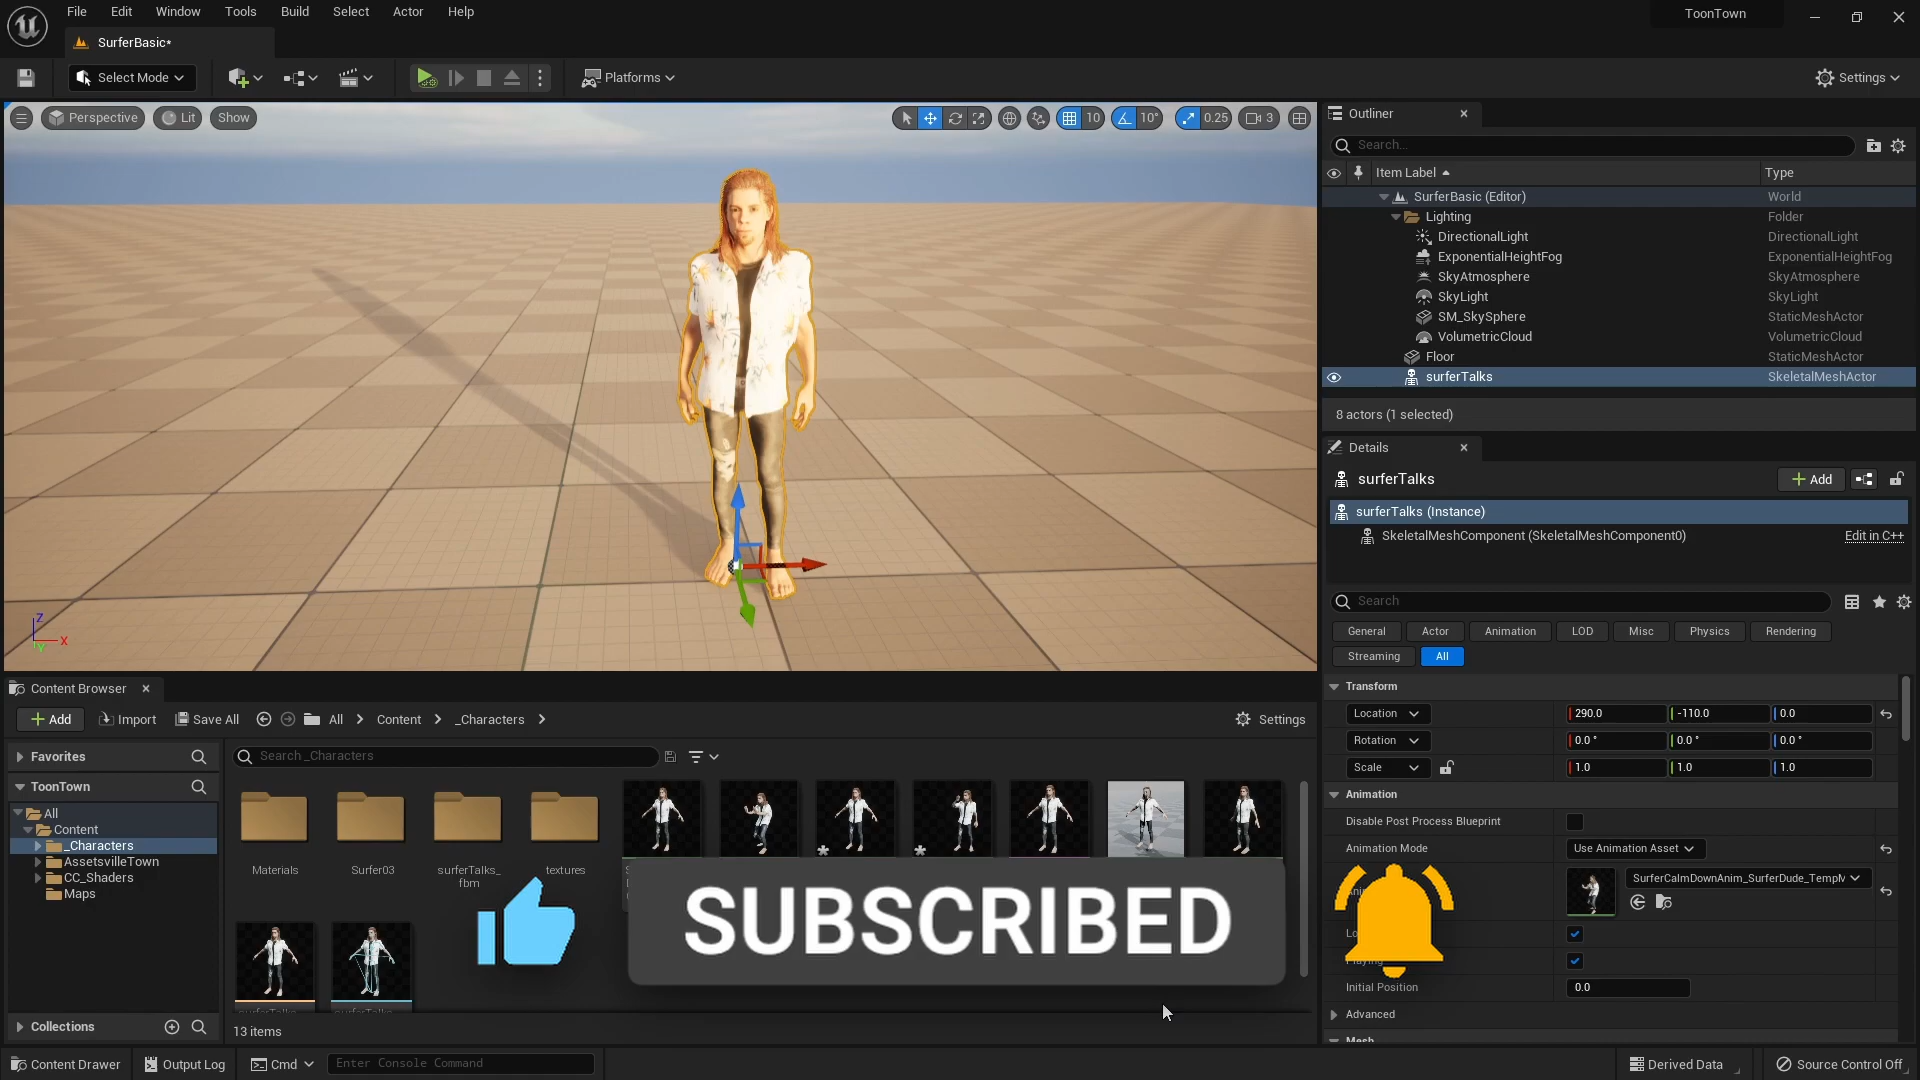 File Edit Window Tools Build Select Actor Help
ToonTown
SurferBasic*
Select Mode
Platforms
Settings
Perspective Lit Show
10 10° 0.25 3
Outliner
Search...
Item Label Type
SurferBasic (Editor) World
Lighting Folder
DirectionalLight DirectionalLight
ExponentialHeightFog ExponentialHeightFog
SkyAtmosphere SkyAtmosphere
SkyLight SkyLight
SM_SkySphere StaticMeshActor
VolumetricCloud VolumetricCloud
Floor StaticMeshActor
surferTalks SkeletalMeshActor
8 actors (1 selected)
Details
surferTalks
Add
surferTalks (Instance)
SkeletalMeshComponent (SkeletalMeshComponent0) Edit in C++
Search
General Actor Animation LOD Misc Physics Rendering
Streaming All
Transform
Location 290.0 -110.0 0.0
Rotation 0.0 ° 0.0 ° 0.0 °
Scale 1.0 1.0 1.0
Animation
Disable Post Process Blueprint
Animation Mode Use Animation Asset
SurferCalmDownAnim_SurferDude_TempM
Initial Position 0.0
Advanced
Mesh
Z
X
Y
Content Browser
Add Import Save All All Content _Characters Settings
Favorites
Search _Characters
ToonTown
All
Content
_Characters
AssetsvilleTown
CC_Shaders
Maps
Materials Surfer03 surferTalks_ textures
fbm
SUBSCRIBED
Collections
13 items
Content Drawer Output Log Cmd Enter Console Command Derived Data Source Control Off